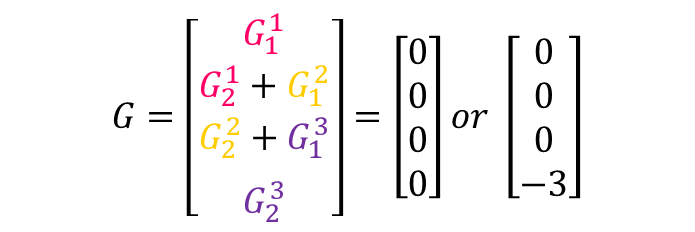 G = [G₁¹; G₂¹ + G₁²; G₂² + G₁³; G₂³] = [0; 0; 0; 0] or [0; 0; 0; −3]